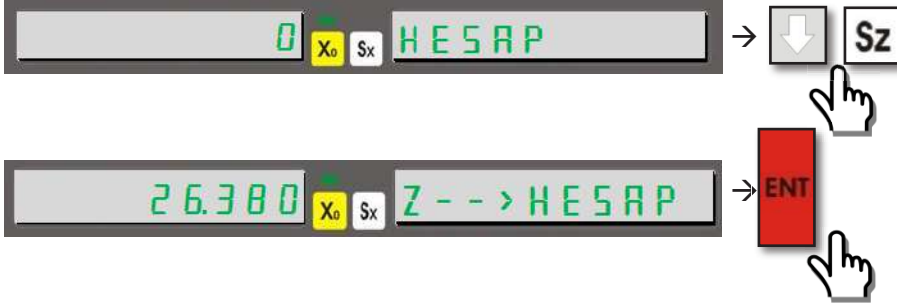 0 X₀ Sx HESAP → Sz
26.380 X₀ Sx Z-->HESAP → ENT